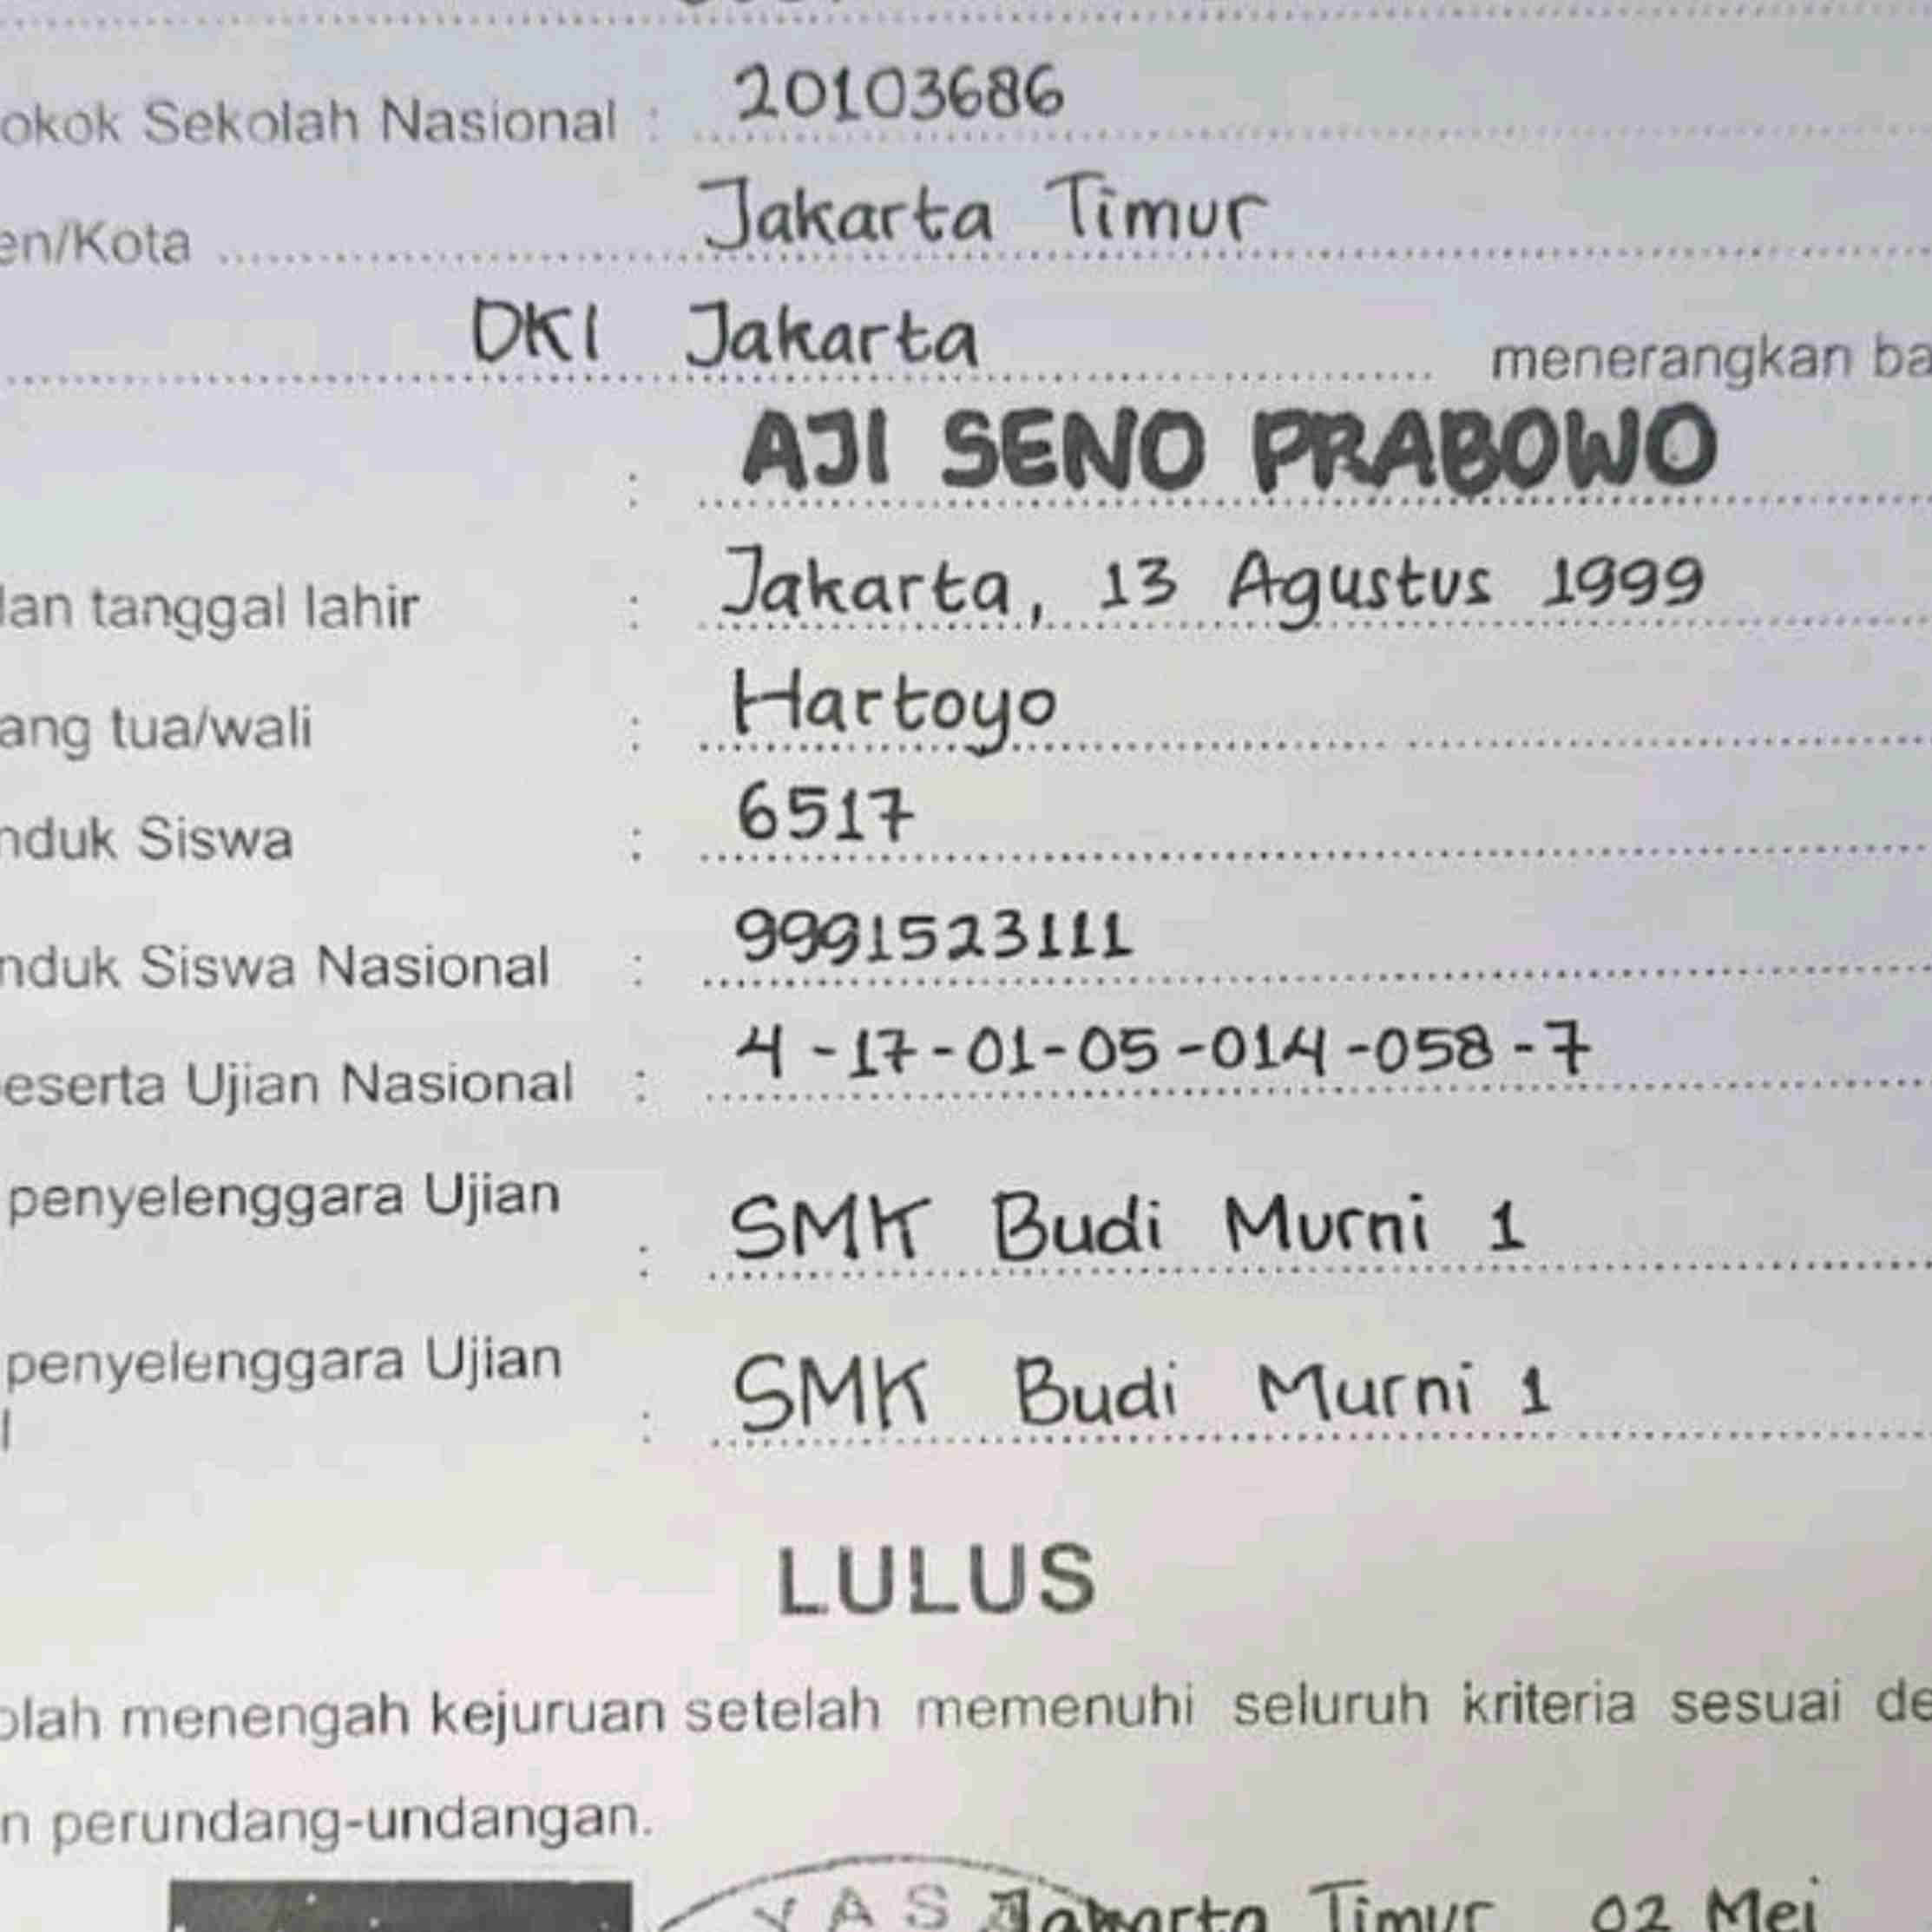 okok Sekolah Nasional : 20103686
en/Kota Jakarta Timur
DKI Jakarta menerangkan ba
: AJI SENO PRABOWO
lan tanggal lahir : Jakarta, 13 Agustus 1999
ang tua/wali : Hartoyo
nduk Siswa : 6517
nduk Siswa Nasional : 9991523111
eserta Ujian Nasional : 4-17-01-05-014-058-7
penyelenggara Ujian
: SMK Budi Murni 1
penyelenggara Ujian
l : SMK Budi Murni 1
LULUS
olah menengah kejuruan setelah memenuhi seluruh kriteria sesuai de
n perundang-undangan.
YAS
Jakarta Timur 02 Mei